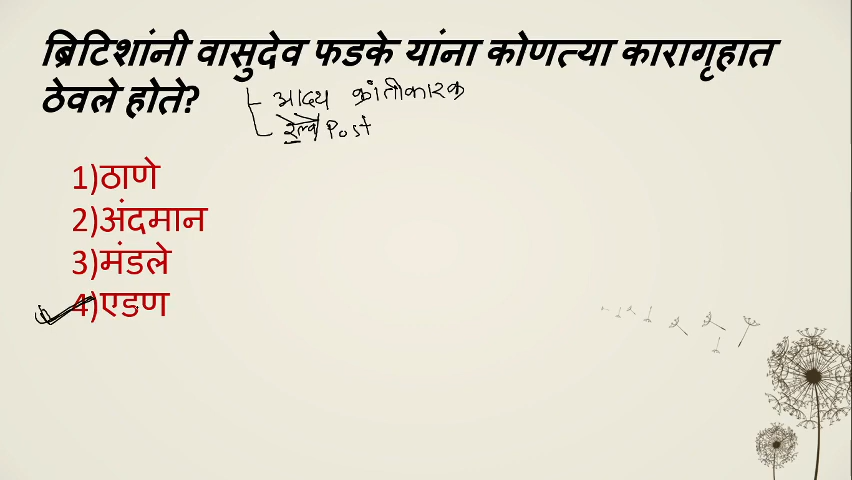 ब्रिटिशांनी वासुदेव फडके यांना कोणत्या कारागृहात
ठेवले होते?
आद्य क्रांतीकारक
रेल्वे Post
1)ठाणे
2)अंदमान
3)मंडले
4)एडण